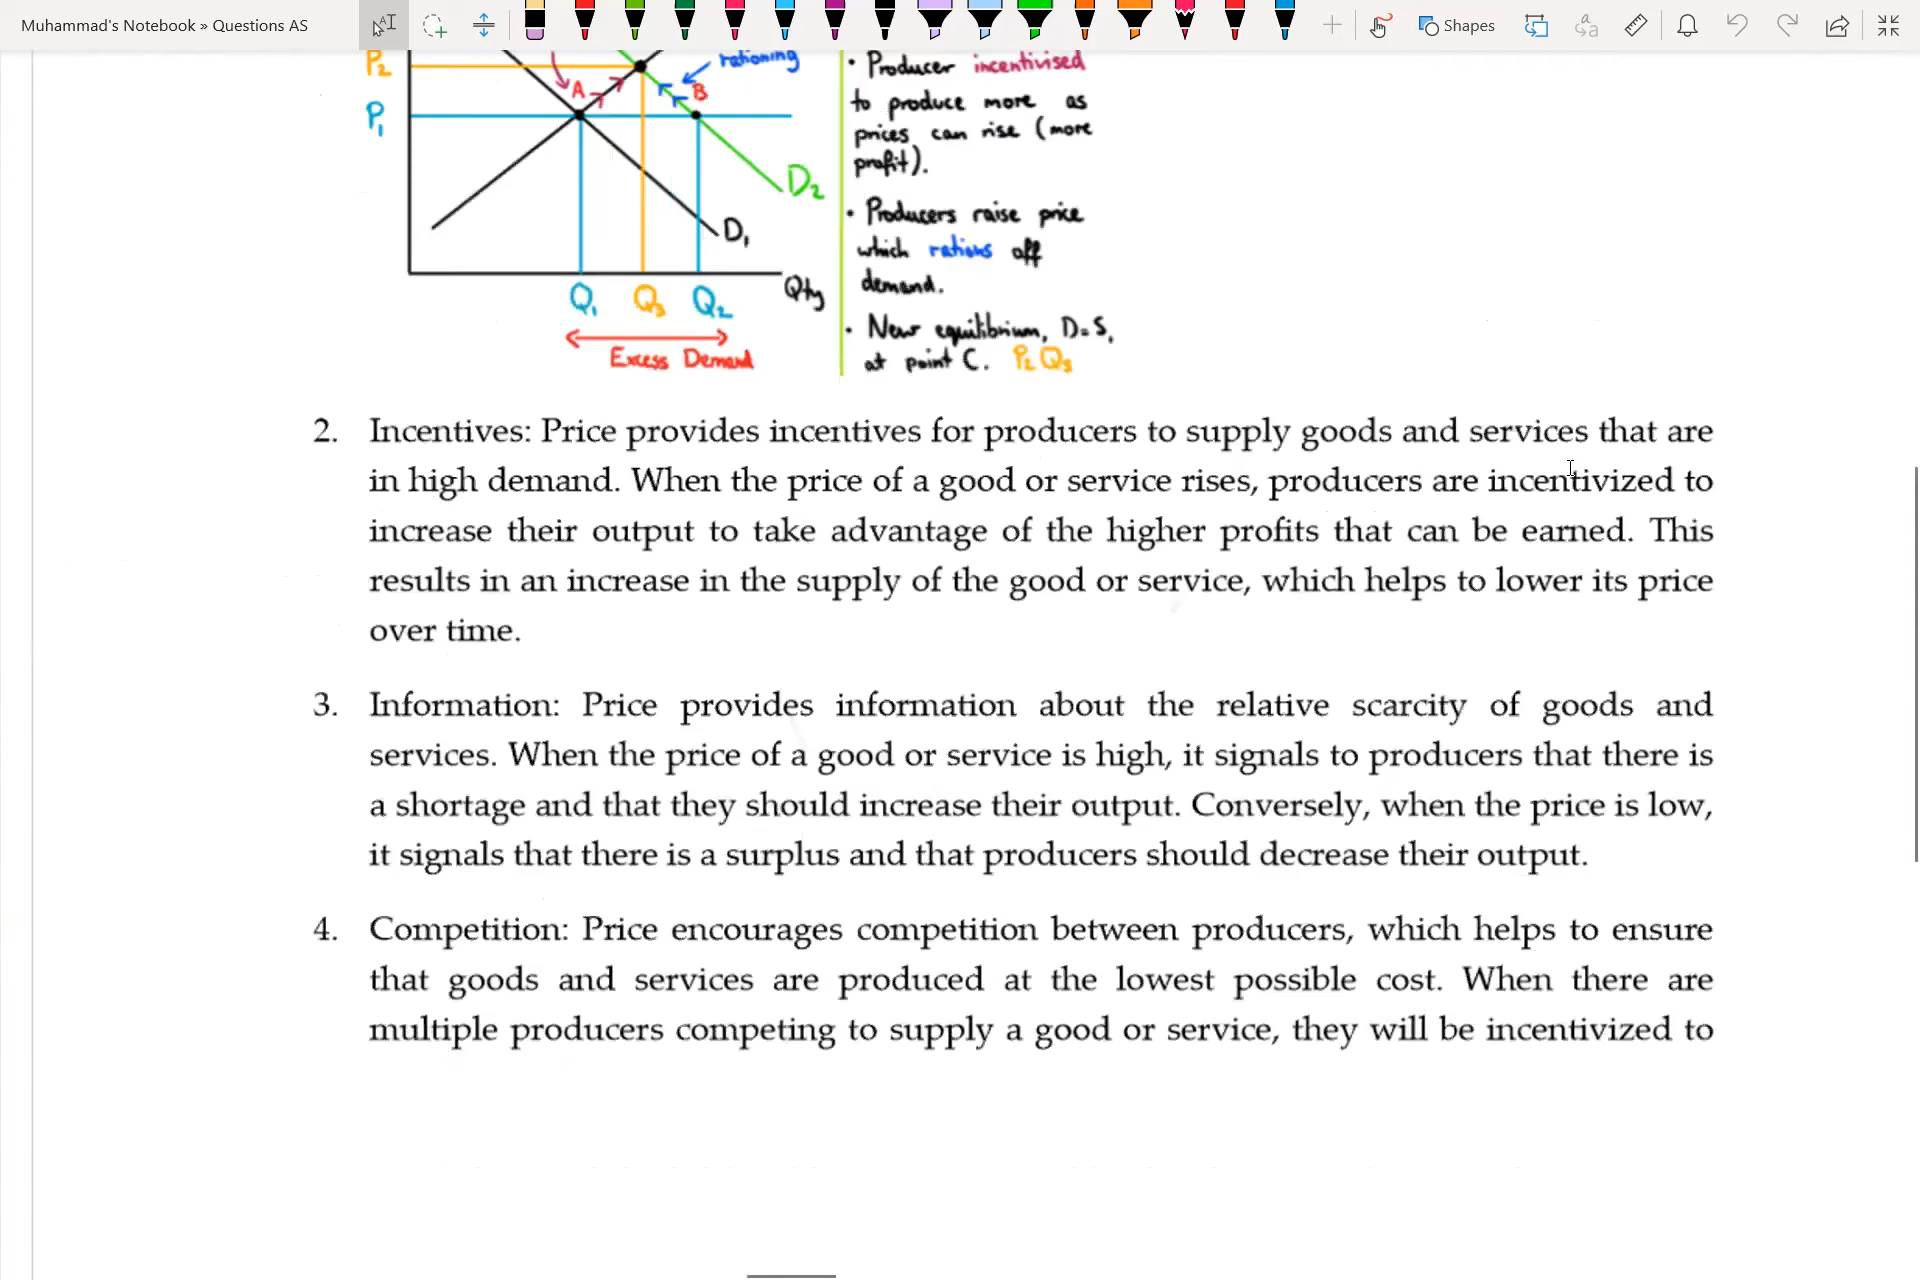 Muhammad's Notebook » Questions AS
Shapes
P₂
P₁
A
B
rationing
D₂
D₁
Q₁ Q₃ Q₂ Qty
Excess Demand
• Producer incentivised
to produce more as
prices can rise (more
profit).
• Producers raise price
which rations off
demand.
• New equilibrium, D=S,
at point C. P₂ Q₃
2. Incentives: Price provides incentives for producers to supply goods and services that are
in high demand. When the price of a good or service rises, producers are incentivized to
increase their output to take advantage of the higher profits that can be earned. This
results in an increase in the supply of the good or service, which helps to lower its price
over time.
3. Information: Price provides information about the relative scarcity of goods and
services. When the price of a good or service is high, it signals to producers that there is
a shortage and that they should increase their output. Conversely, when the price is low,
it signals that there is a surplus and that producers should decrease their output.
4. Competition: Price encourages competition between producers, which helps to ensure
that goods and services are produced at the lowest possible cost. When there are
multiple producers competing to supply a good or service, they will be incentivized to